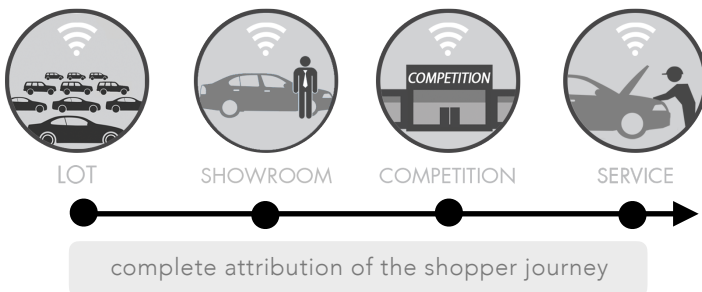 COMPETITION
LOT
SHOWROOM
COMPETITION
SERVICE
complete attribution of the shopper journey